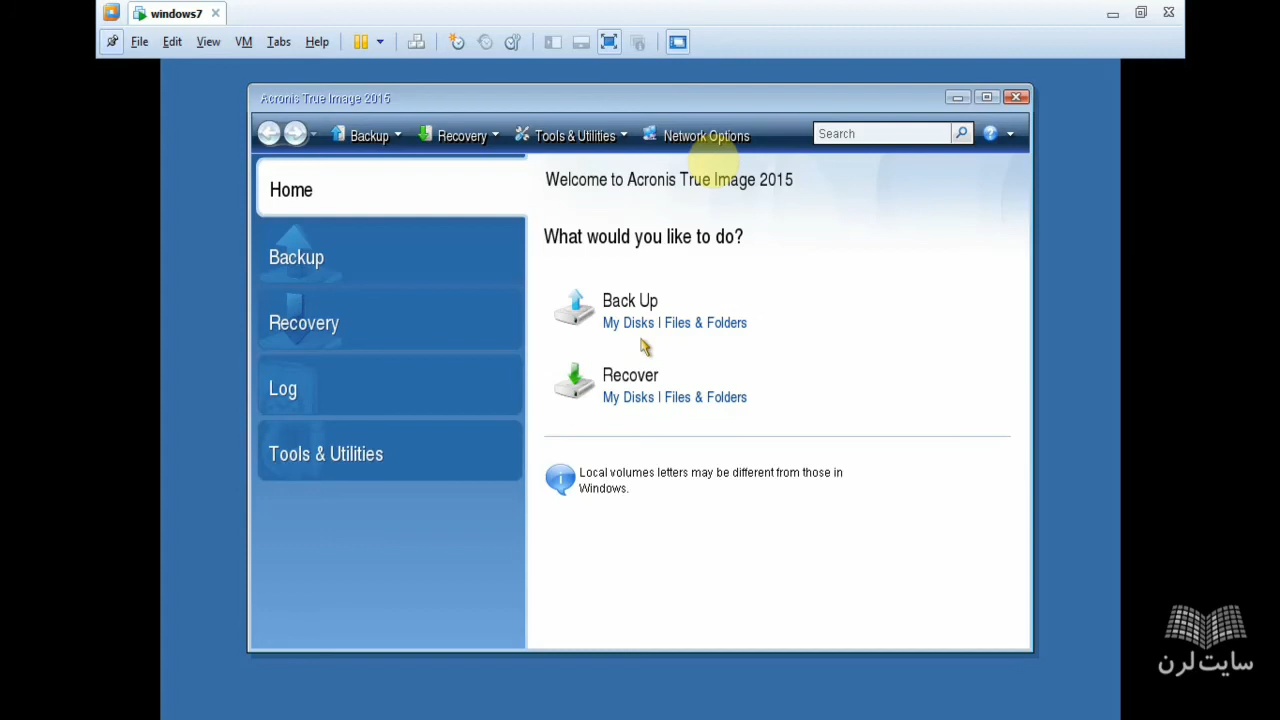 windows7
File Edit View VM Tabs Help
Acronis True Image 2015
Backup Recovery Tools & Utilities Network Options Search
Home
Welcome to Acronis True Image 2015
What would you like to do?
Backup
Recovery
Log
Tools & Utilities
Back Up
My Disks | Files & Folders
Recover
My Disks | Files & Folders
Local volumes letters may be different from those in
Windows.
سایت لرن